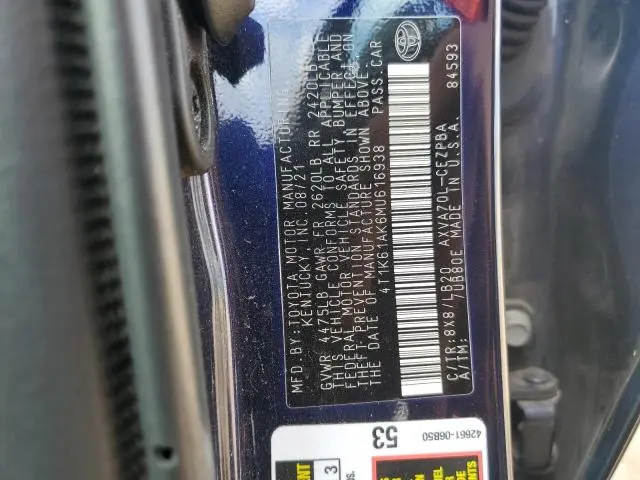 MFD.BY:TOYOTA MOTOR MANUFACTURING,
KENTUCKY, INC. 08/21
GVWR 4475LB GAWR FR 2620LB RR 2420LB
THIS VEHICLE CONFORMS TO ALL APPLICABLE
FEDERAL MOTOR VEHICLE SAFETY, BUMPER AND
THEFT PREVENTION STANDARDS IN EFFECT ON
THE DATE OF MANUFACTURE SHOWN ABOVE.
4T1K61AK6MU616938 PASS.CAR
C/TR:8X8/LB20 AXVA70L-CEZPBA
A/TM: /UB80E MADE IN U.S.A. 84593
53
42661-06B50
3